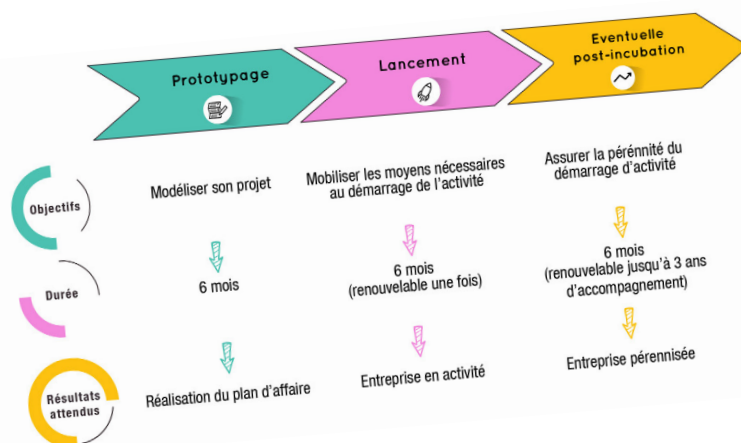 Prototypage
Lancement
Eventuelle
post-incubation
Objectifs
Modéliser son projet
Mobiliser les moyens nécessaires
au démarrage de l'activité
Assurer la pérénnité du
démarrage d'activité
Durée
6 mois
6 mois
(renouvelable une fois)
6 mois
(renouvelable jusqu'à 3 ans
d'accompagnement)
Résultats
attendus
Réalisation du plan d'affaire
Entreprise en activité
Entreprise pérennisée